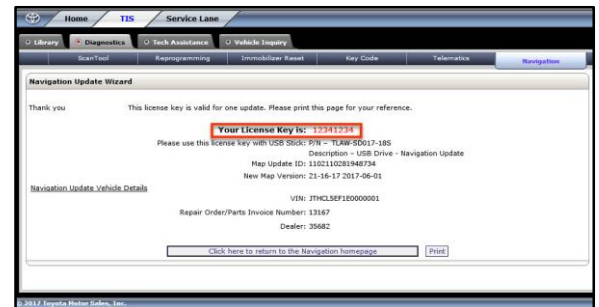 Home TIS Service Lane
Library Diagnostics Tech Assistance Vehicle Inquiry
ScanTool Reprogramming Immobilizer Reset Key Code Telematics Navigation
Navigation Update Wizard
Thank you This license key is valid for one update. Please print this page for your reference.
Your License Key is: 12341234
Please use this license key with USB Stick: P/N - TLAW-SD017-18S
Description - USB Drive - Navigation Update
Map Update ID: 1102110281948734
New Map Version: 21-16-17 2017-06-01
Navigation Update Vehicle Details
VIN: JTHCL5EF1E0000001
Repair Order/Parts Invoice Number: 13167
Dealer: 35682
Click here to return to the Navigation homepage Print
© 2017 Toyota Motor Sales, Inc.